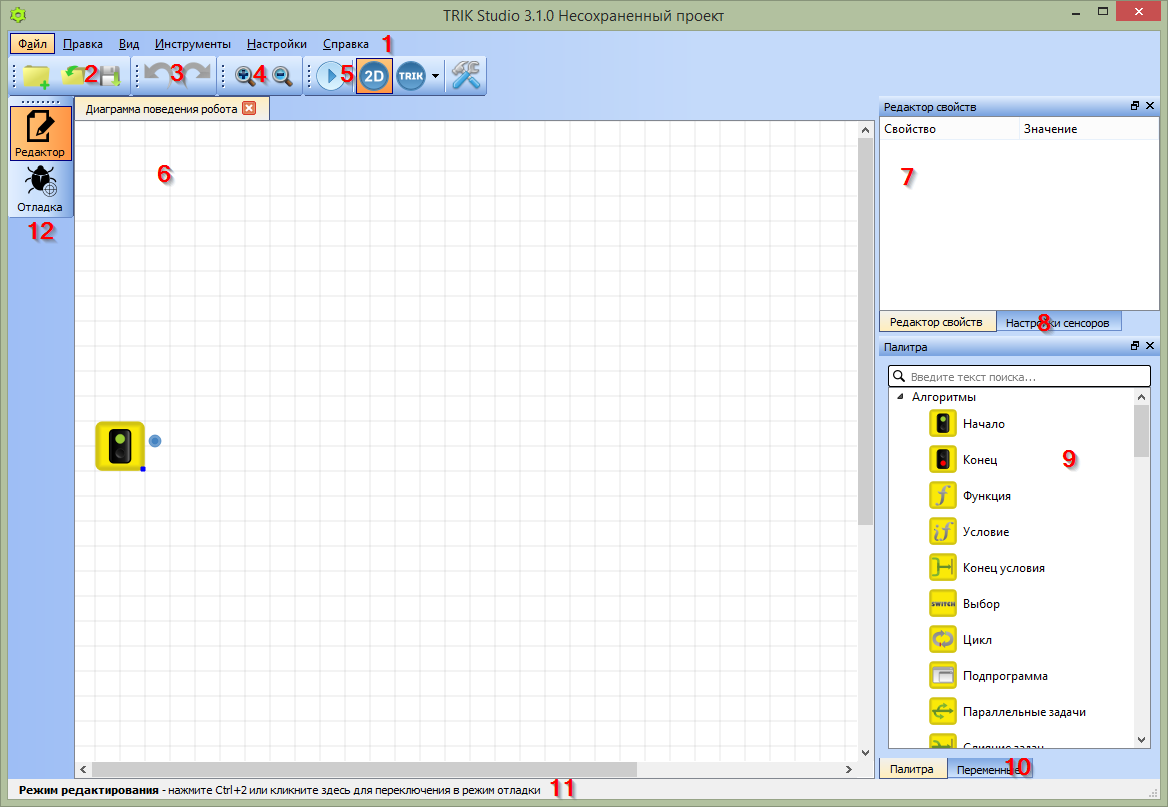 TRIK Studio 3.1.0 Несохраненный проект
Файл Правка Вид Инструменты Настройки Справка 1
2 3 4 5 2D TRIK
Диаграмма поведения робота
Редактор
Отладка
12
6
Редактор свойств
Свойство Значение
7
Редактор свойств Настройки сенсоров 8
Палитра
Введите текст поиска...
Алгоритмы
Начало
Конец 9
f Функция
if Условие
Конец условия
SWITCH Выбор
Цикл
Подпрограмма
Параллельные задачи
Слияние задач
Палитра Переменные 10
Режим редактирования - нажмите Ctrl+2 или кликните здесь для переключения в режим отладки 11